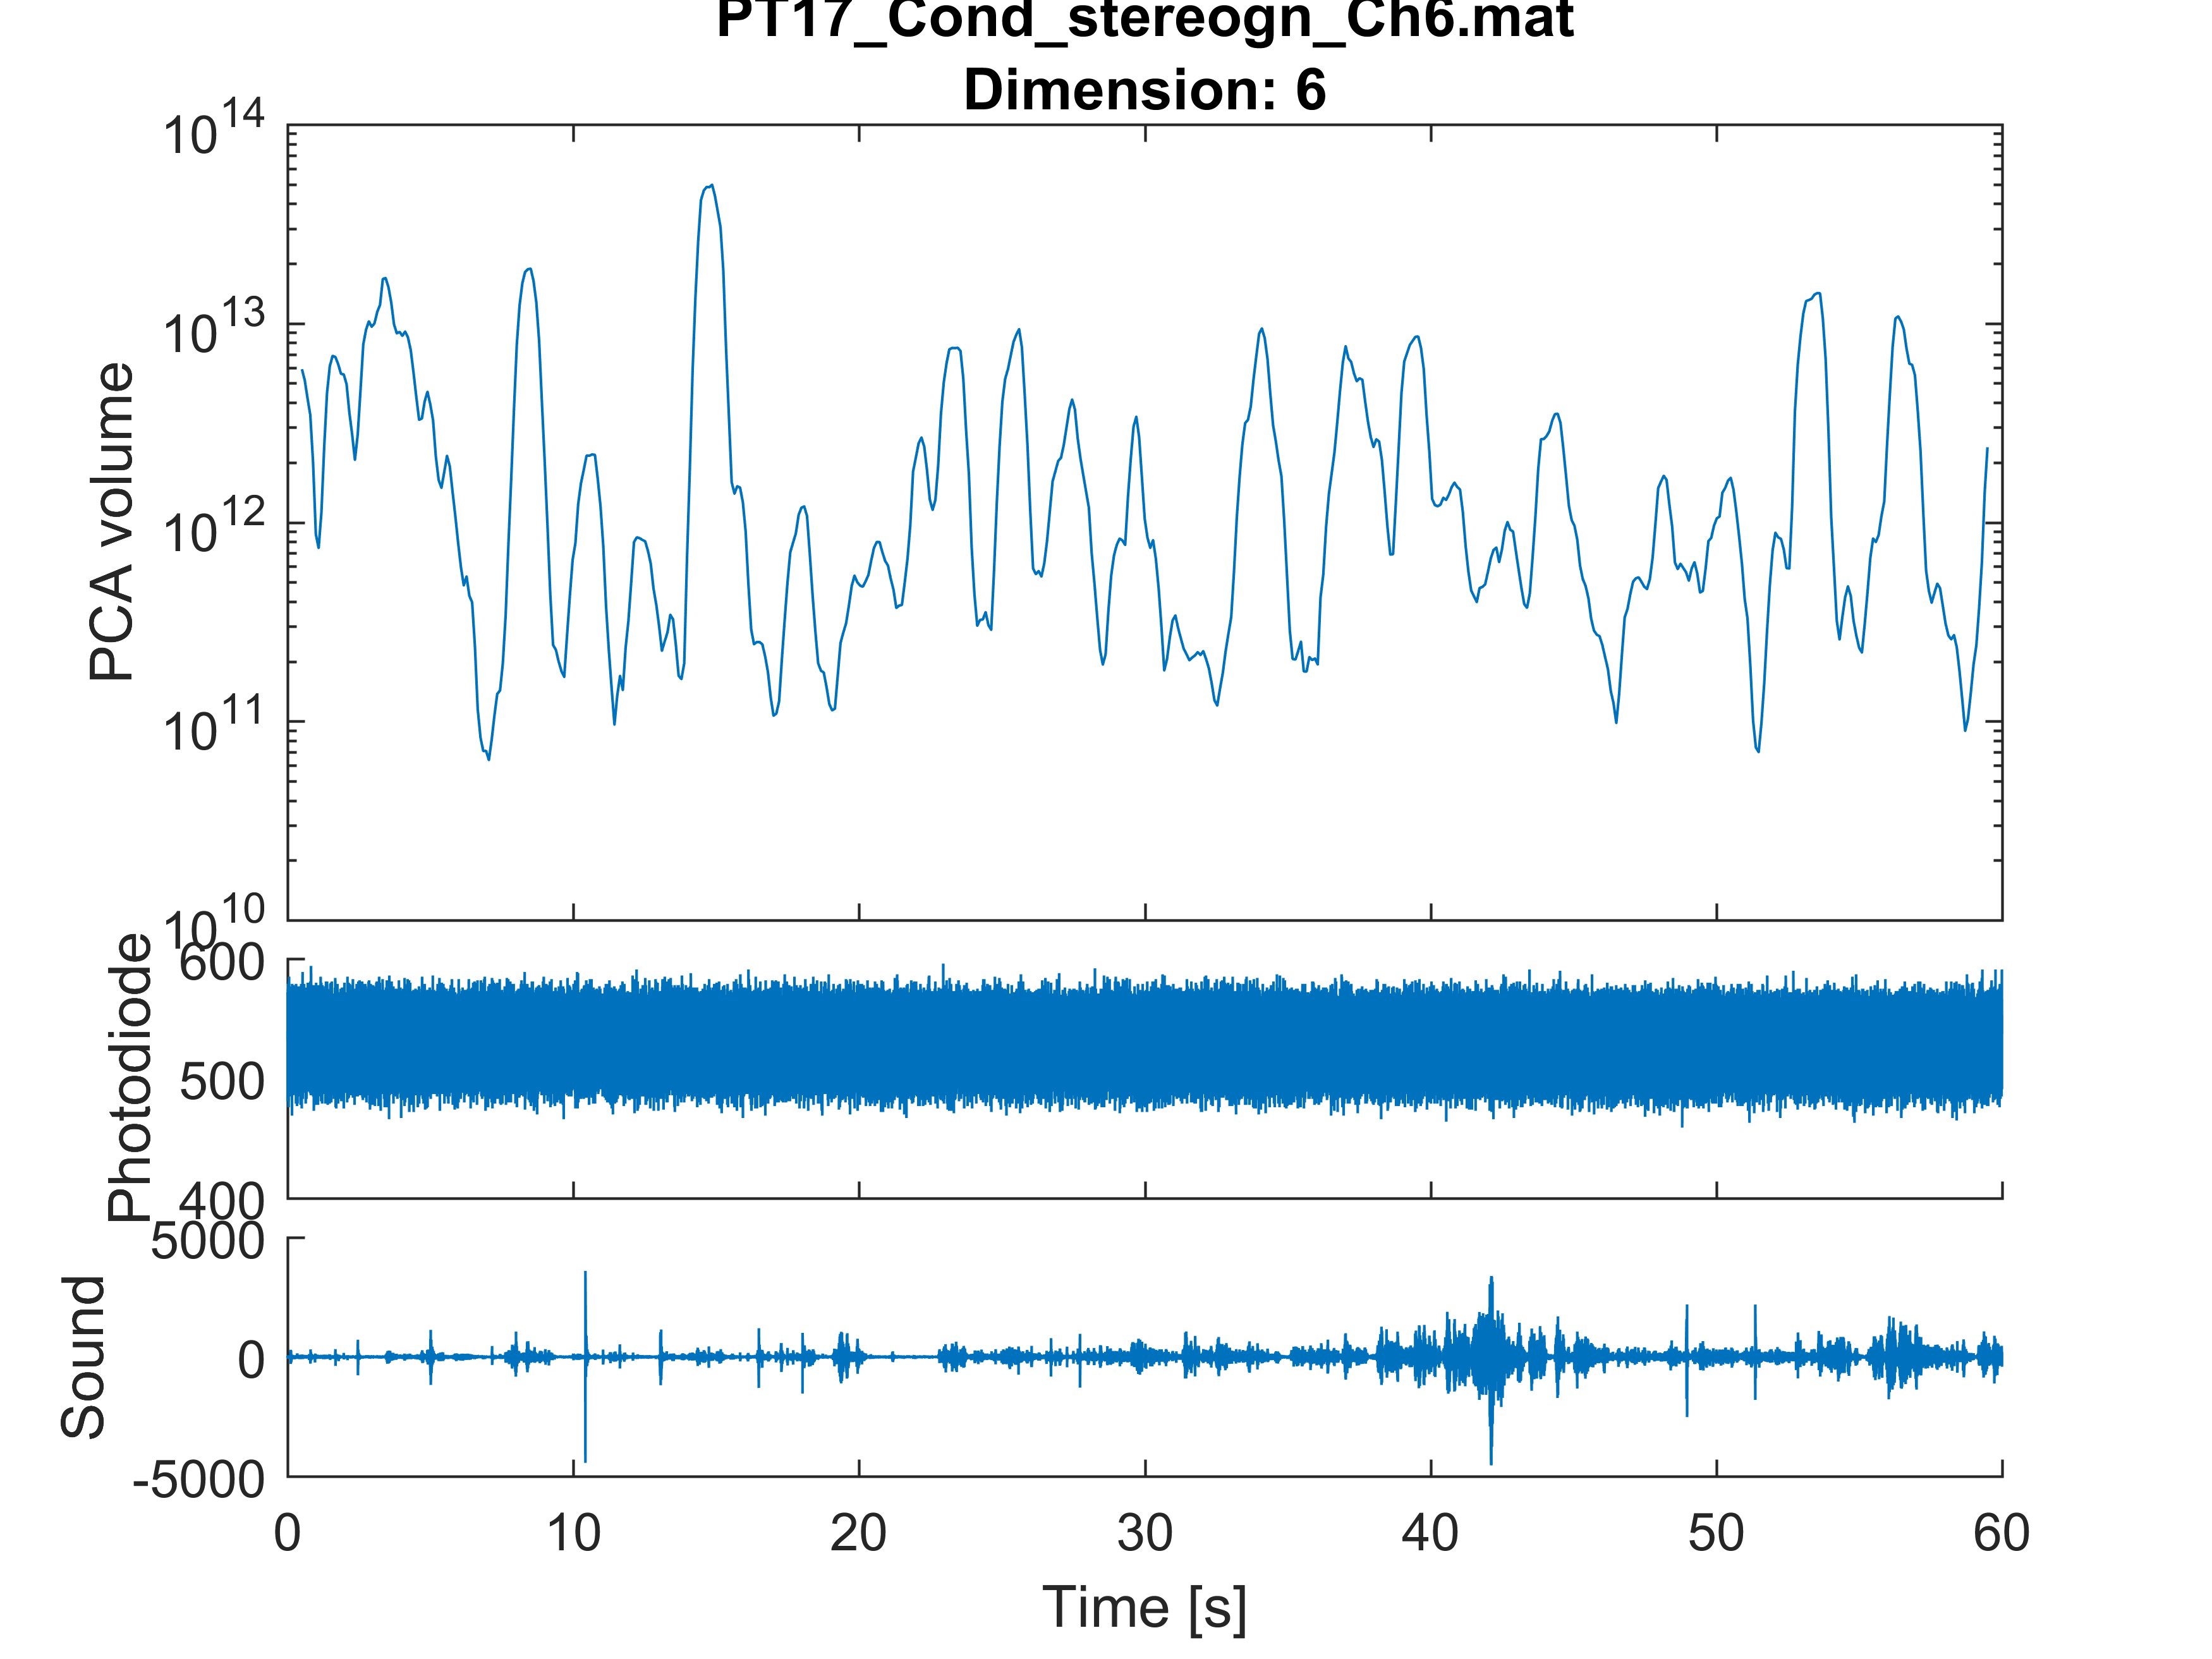 PT17_Cond_stereogn_Ch6.mat
Dimension: 6
10^14
10^13
10^12
10^11
10^10
PCA volume
600
500
400
Photodiode
5000
0
-5000
Sound
0 10 20 30 40 50 60
Time [s]